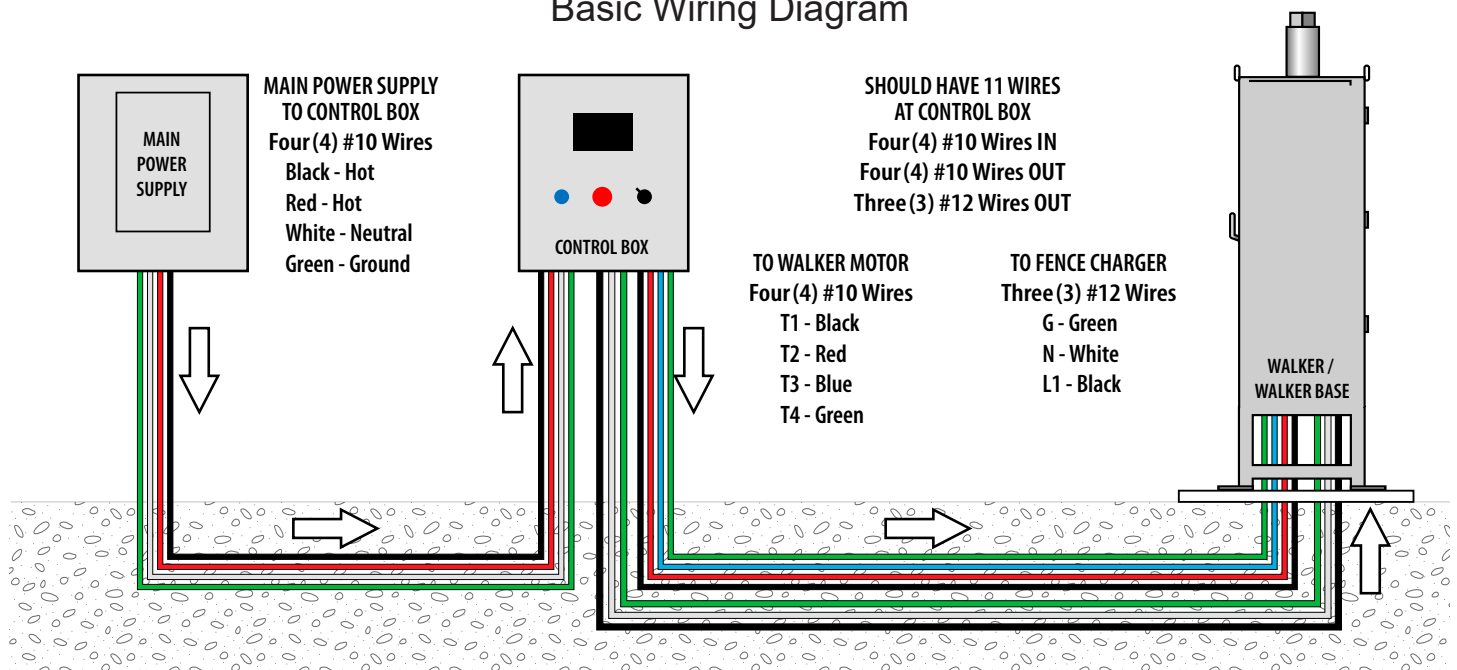 Basic Wiring Diagram
MAIN
POWER
SUPPLY
MAIN POWER SUPPLY
TO CONTROL BOX
Four (4) #10 Wires
Black - Hot
Red - Hot
White - Neutral
Green - Ground
CONTROL BOX
SHOULD HAVE 11 WIRES
AT CONTROL BOX
Four (4) #10 Wires IN
Four (4) #10 Wires OUT
Three (3) #12 Wires OUT
TO WALKER MOTOR
Four (4) #10 Wires
T1 - Black
T2 - Red
T3 - Blue
T4 - Green
TO FENCE CHARGER
Three (3) #12 Wires
G - Green
N - White
L1 - Black
WALKER /
WALKER BASE